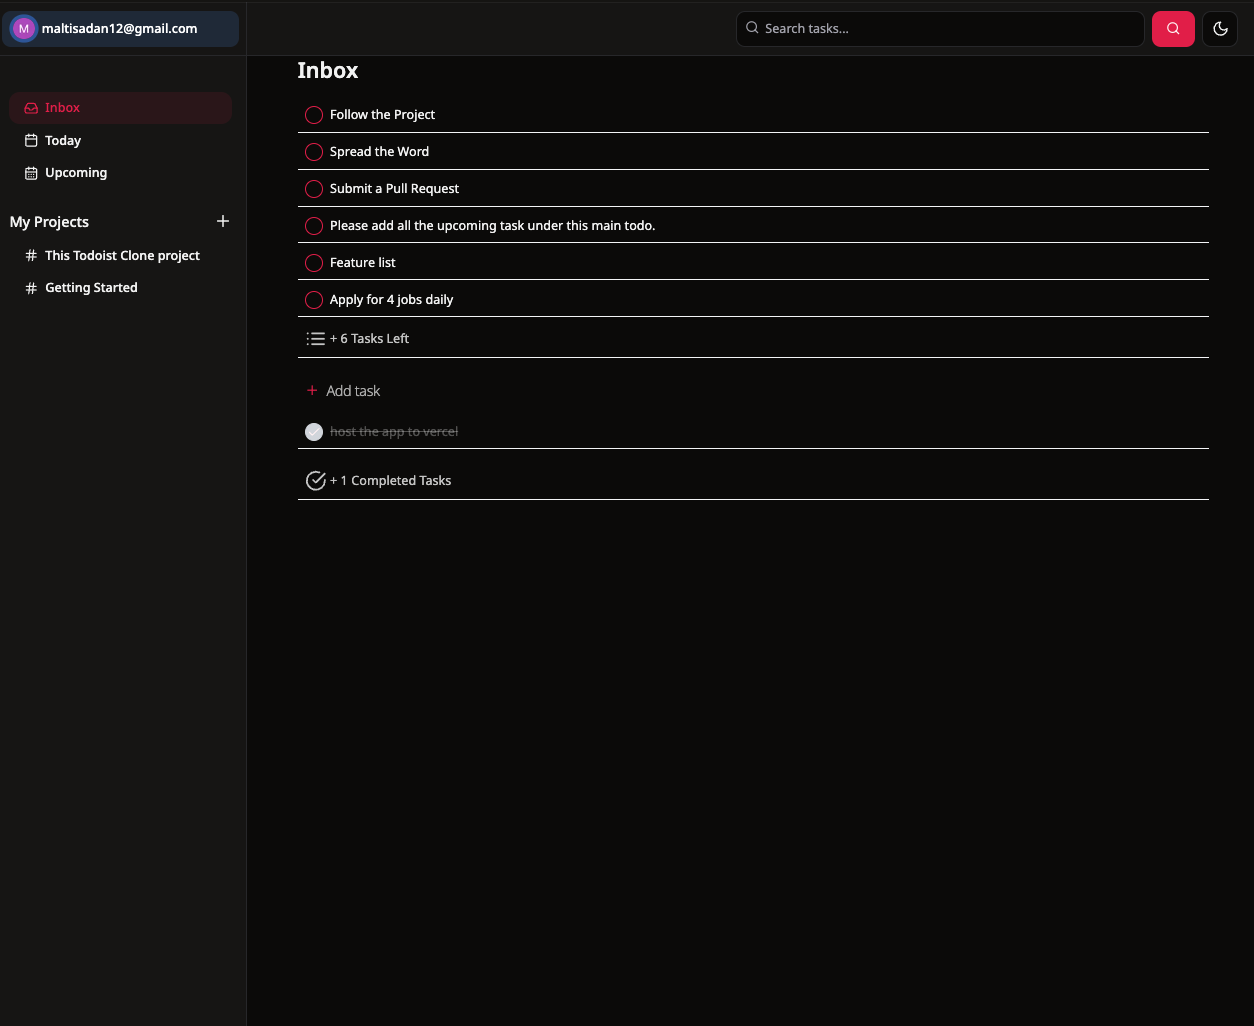 M maltisadan12@gmail.com
Search tasks...
Inbox
Today
Upcoming
My Projects
This Todoist Clone project
Getting Started
Inbox
Follow the Project
Spread the Word
Submit a Pull Request
Please add all the upcoming task under this main todo.
Feature list
Apply for 4 jobs daily
+ 6 Tasks Left
+ Add task
host the app to vercel
+ 1 Completed Tasks